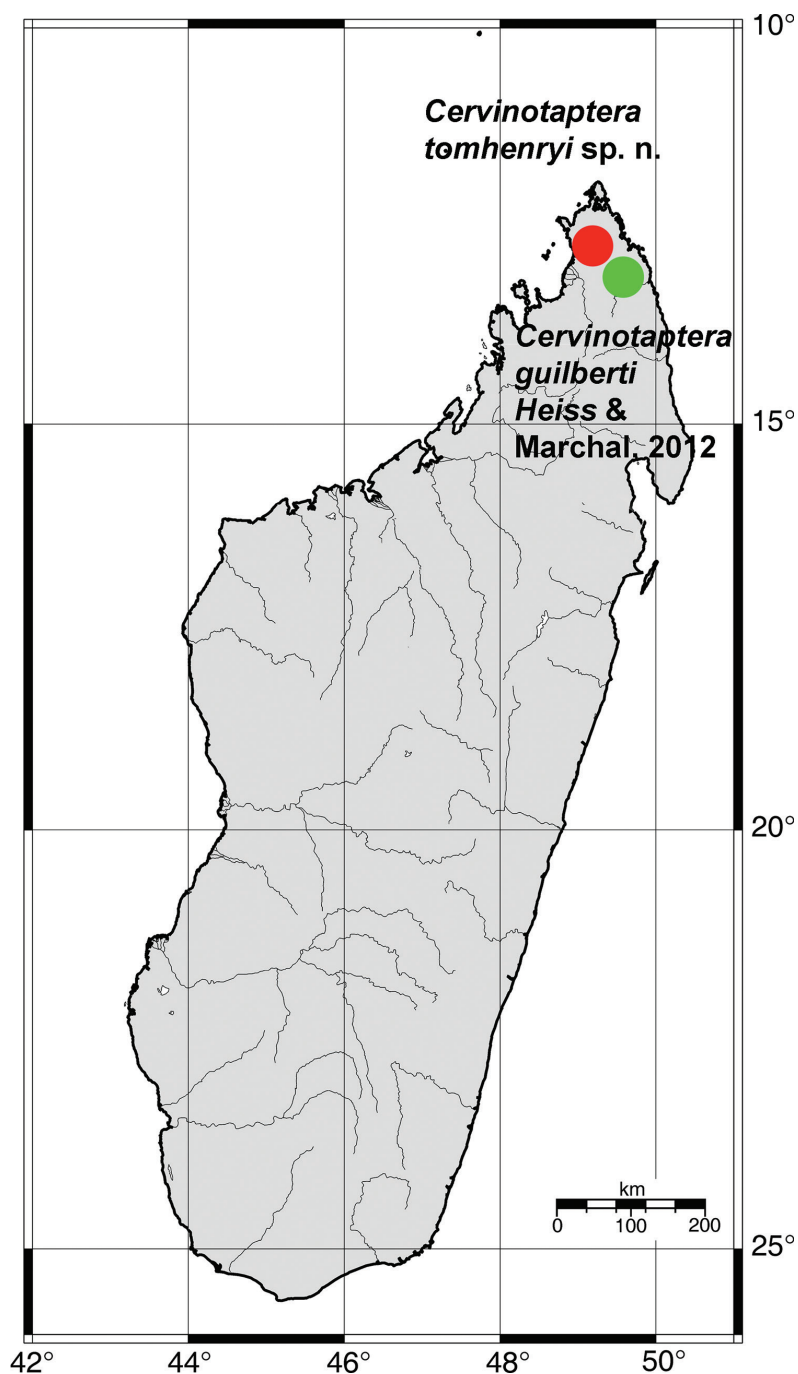 10°
Cervinotaptera
tomhenryi sp. n.
Cervinotaptera
guilberti
Heiss &
Marchal, 2012
15°
20°
km
0 100 200
25°
42° 44° 46° 48° 50°